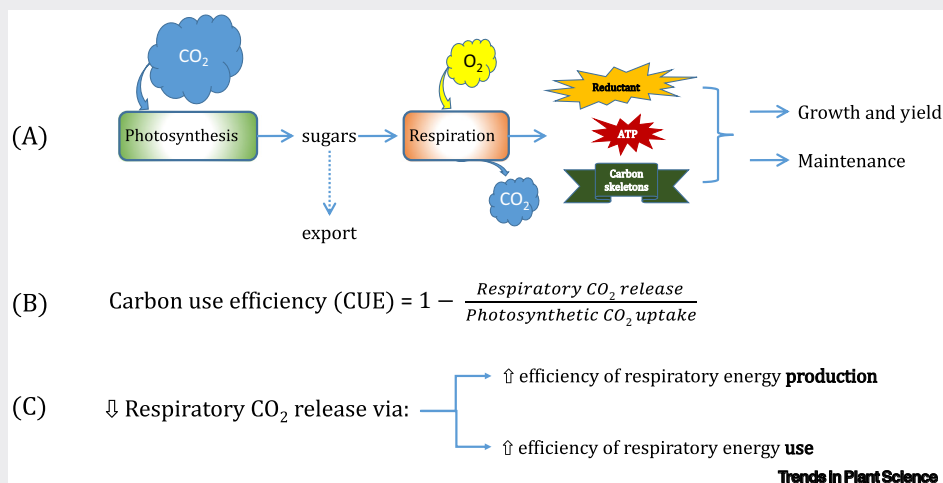 CO₂
O₂
Reductant
Growth and yield
(A)
Photosynthesis
sugars
Respiration
ATP
Maintenance
Carbon
skeletons
CO₂
export
(B)
Carbon use efficiency (CUE) = 1 − Respiratory CO₂ release
Photosynthetic CO₂ uptake
⇧ efficiency of respiratory energy production
(C)
⇩ Respiratory CO₂ release via:
⇧ efficiency of respiratory energy use
Trends in Plant Science